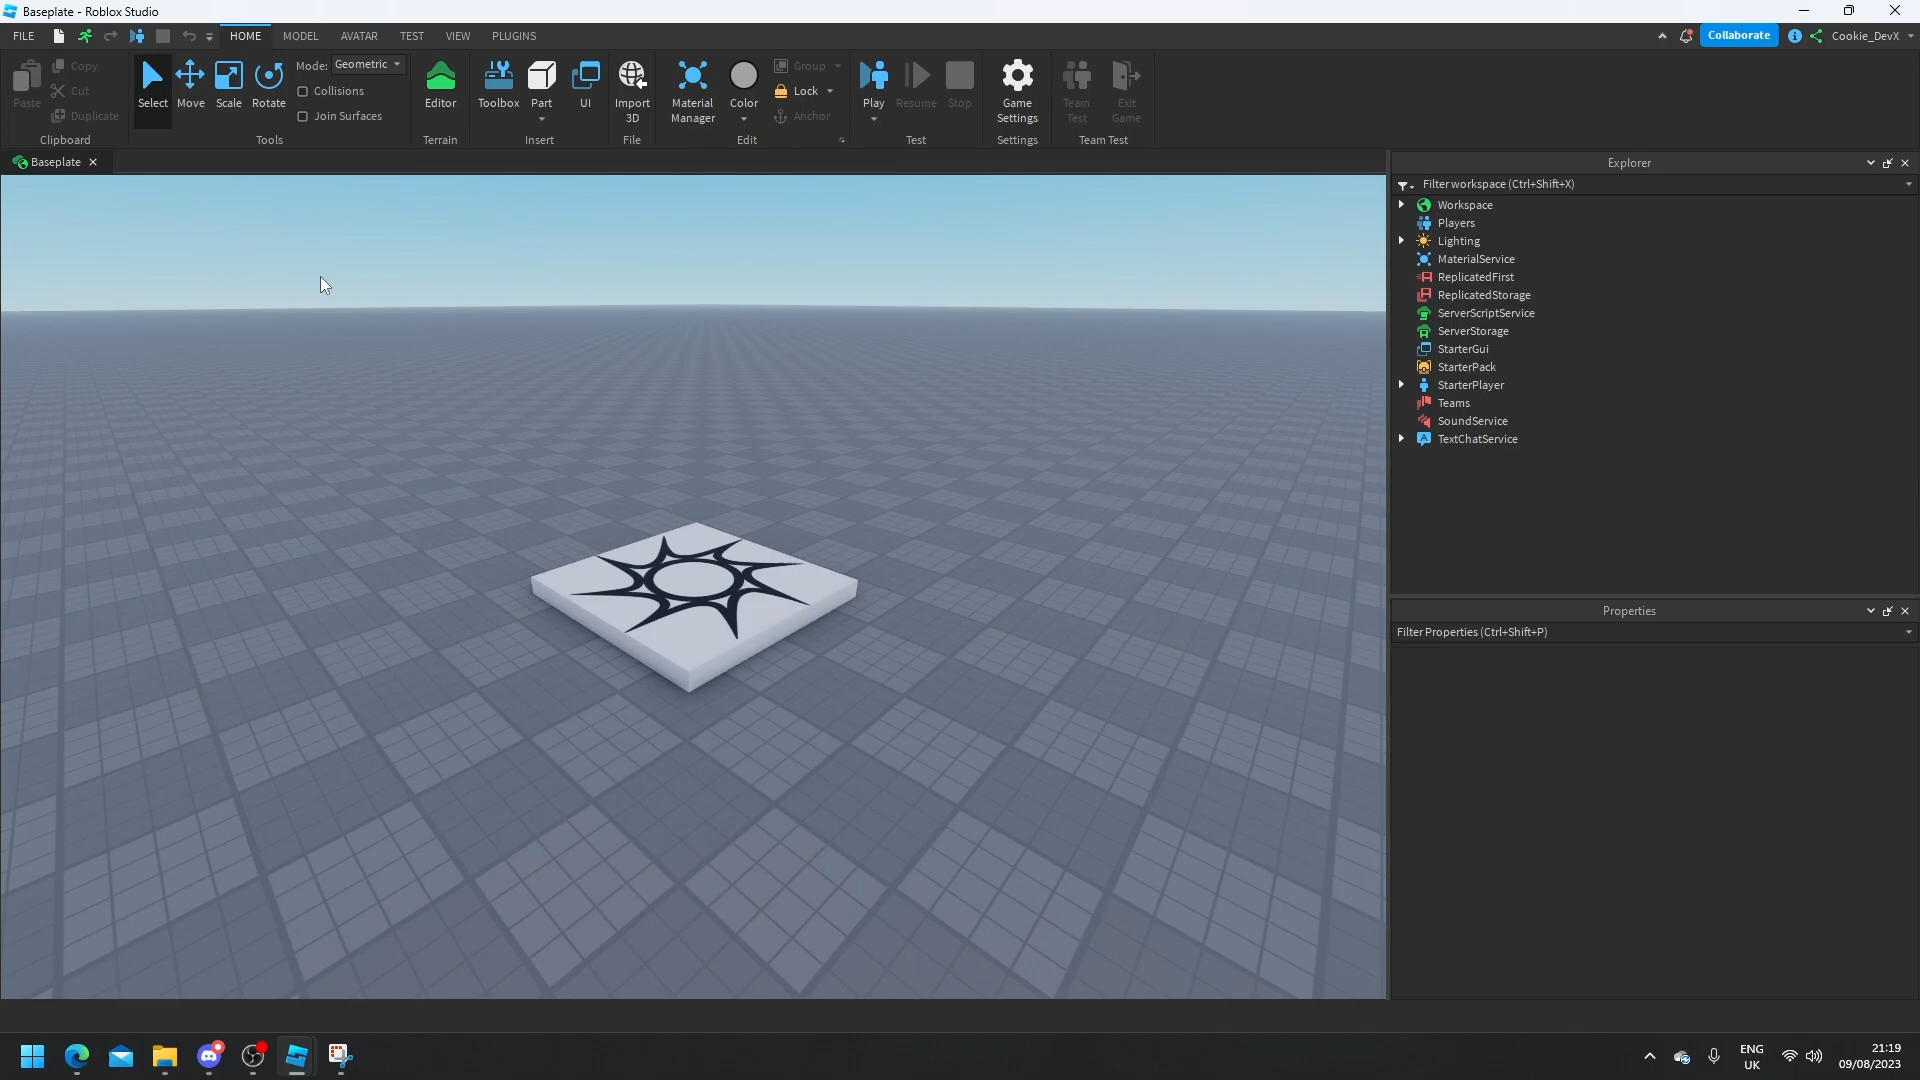 Baseplate - Roblox Studio
FILE HOME MODEL AVATAR TEST VIEW PLUGINS Collaborate Cookie_DevX
Paste Copy Cut Duplicate
Clipboard
Select Move Scale Rotate
Mode: Geometric
Collisions
Join Surfaces
Tools
Editor
Terrain
Toolbox Part UI
Insert
Import
3D
File
Material
Manager
Color
Group
Lock
Anchor
Edit
Play Resume Stop
Test
Game
Settings
Settings
Team
Test
Exit
Game
Team Test
Baseplate
Explorer
Filter workspace (Ctrl+Shift+X)
Workspace
Players
Lighting
MaterialService
ReplicatedFirst
ReplicatedStorage
ServerScriptService
ServerStorage
StarterGui
StarterPack
StarterPlayer
Teams
SoundService
TextChatService
Properties
Filter Properties (Ctrl+Shift+P)
ENG
UK
21:19
09/08/2023